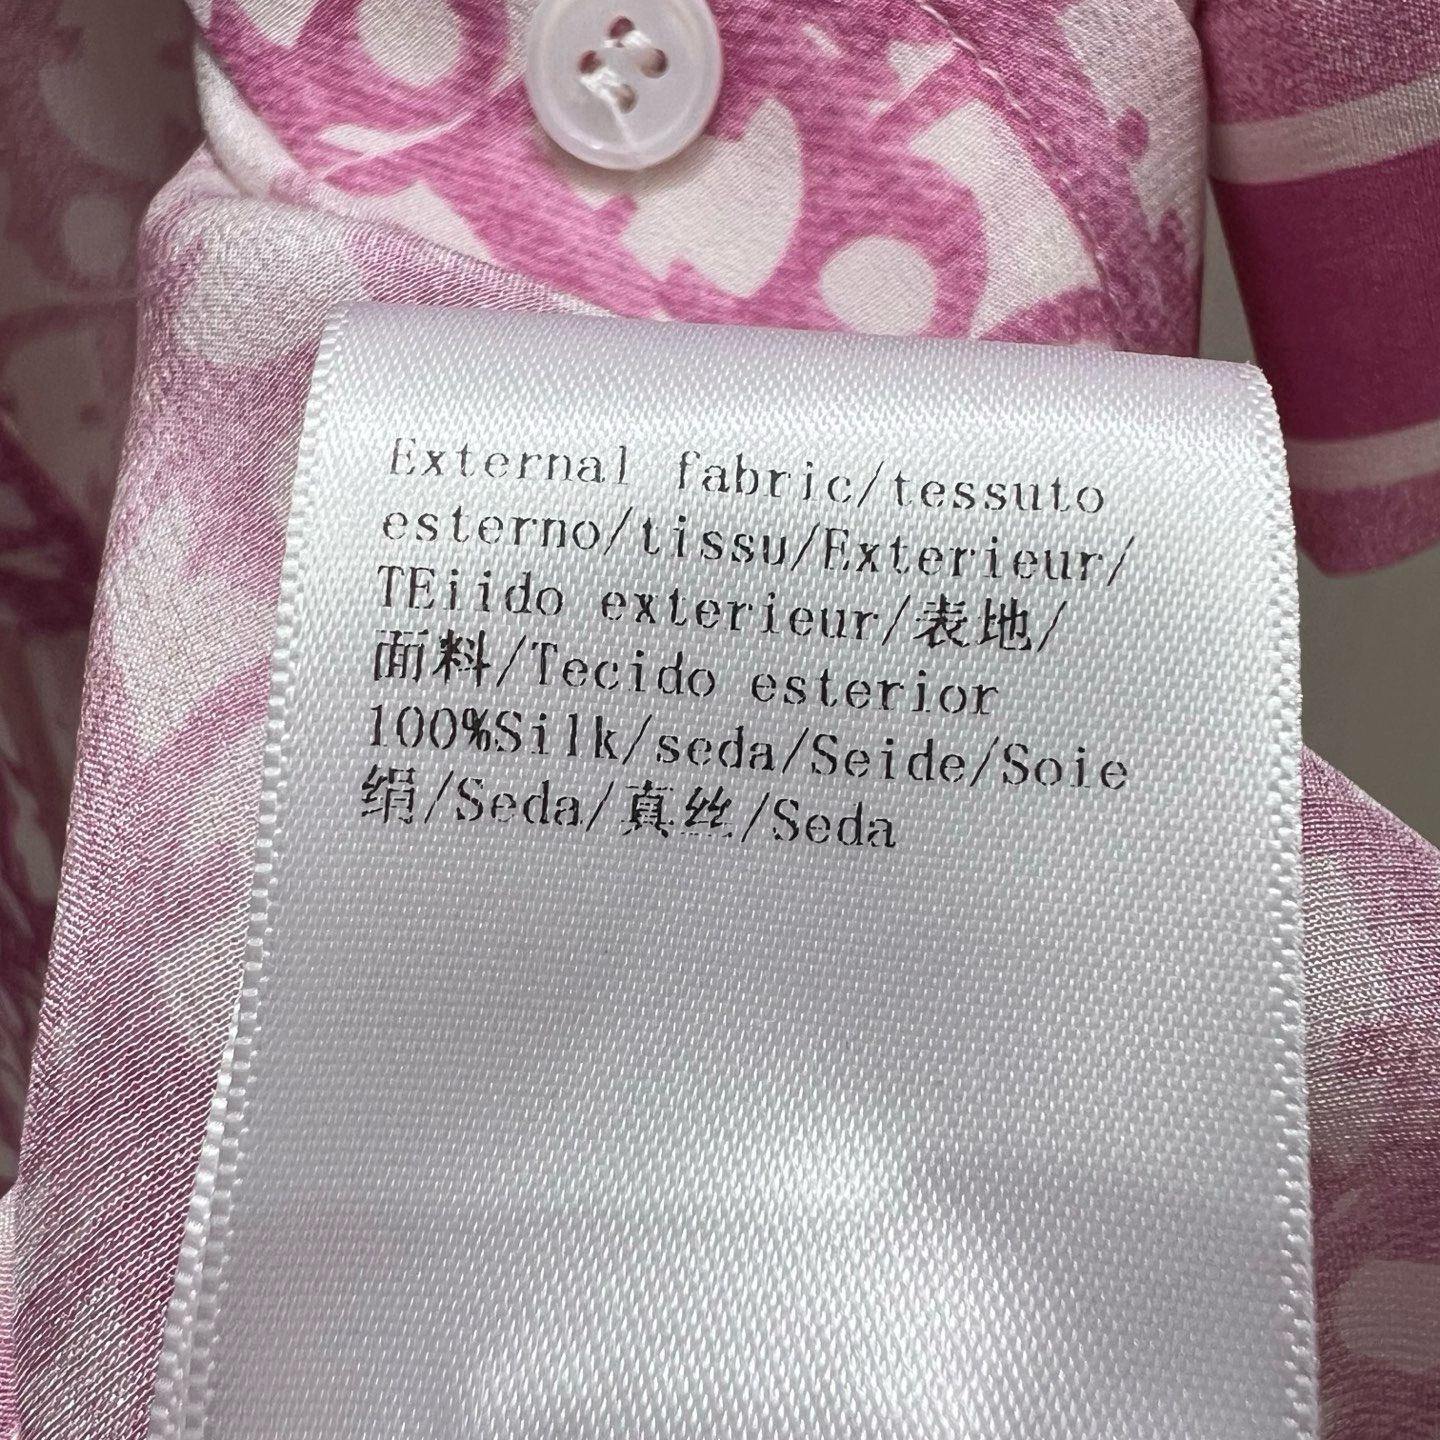 External fabric/tessuto
esterno/tissu/Exterieur/
TEiido exterieur/表地/
面料/Tecido esterior
100%Silk/seda/Seide/Soie
绢/Seda/真丝/Seda